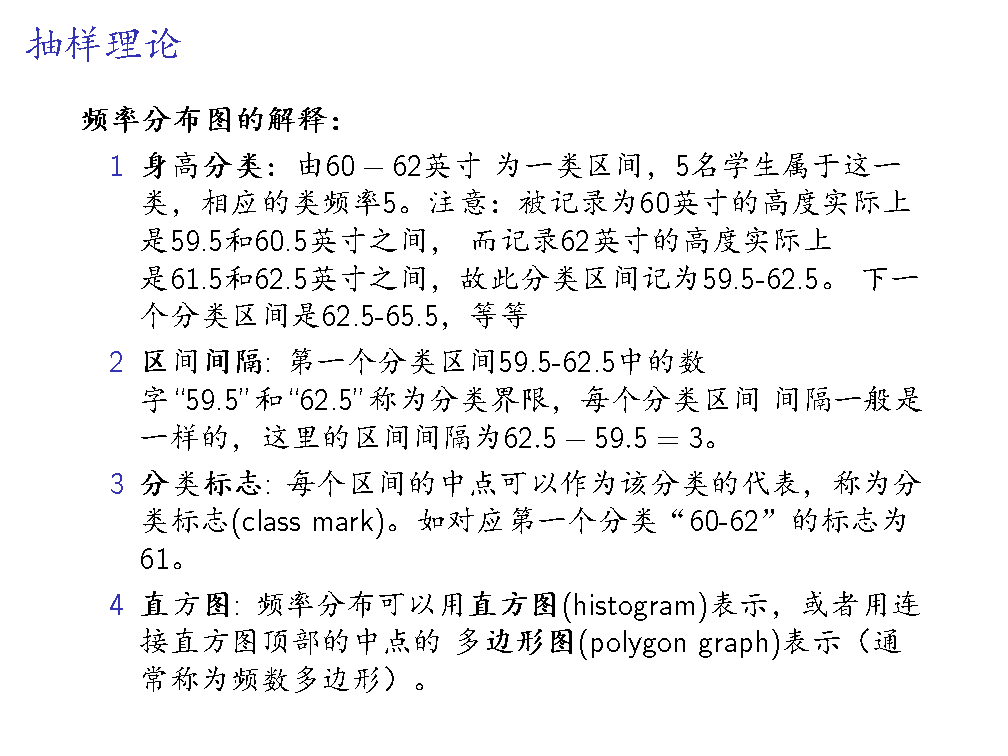 抽样理论
频率分布图的解释：
1 身高分类：由60 – 62英寸 为一类区间，5名学生属于这一
类，相应的类频率5。注意：被记录为60英寸的高度实际上
是59.5和60.5英寸之间， 而记录62英寸的高度实际上
是61.5和62.5英寸之间，故此分类区间记为59.5-62.5。 下一
个分类区间是62.5-65.5，等等
2 区间间隔: 第一个分类区间59.5-62.5中的数
字“59.5”和“62.5”称为分类界限，每个分类区间 间隔一般是
一样的，这里的区间间隔为62.5 – 59.5 = 3。
3 分类标志: 每个区间的中点可以作为该分类的代表，称为分
类标志(class mark)。如对应第一个分类“60-62”的标志为
61。
4 直方图: 频率分布可以用直方图(histogram)表示，或者用连
接直方图顶部的中点的 多边形图(polygon graph)表示（通
常称为频数多边形）。